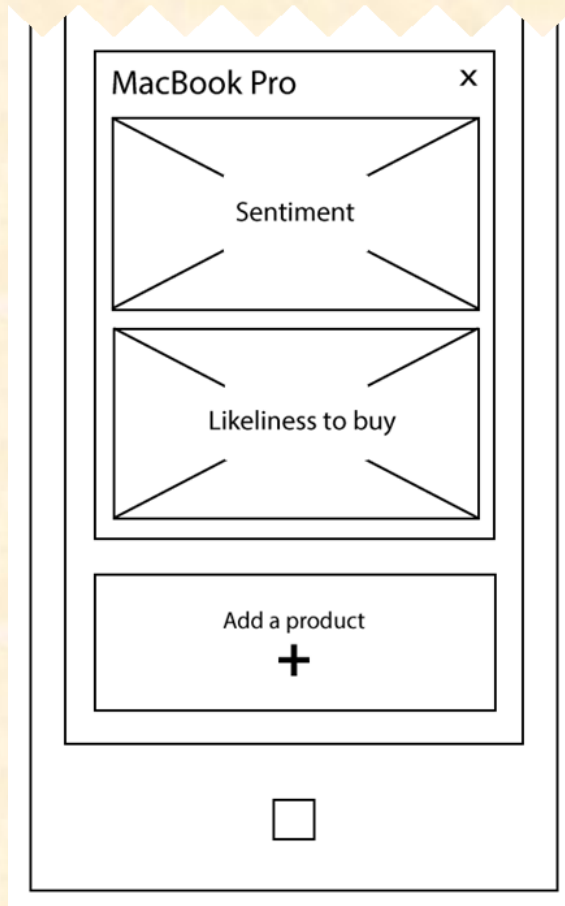 MacBook Pro x
Sentiment
Likeliness to buy
Add a product
+